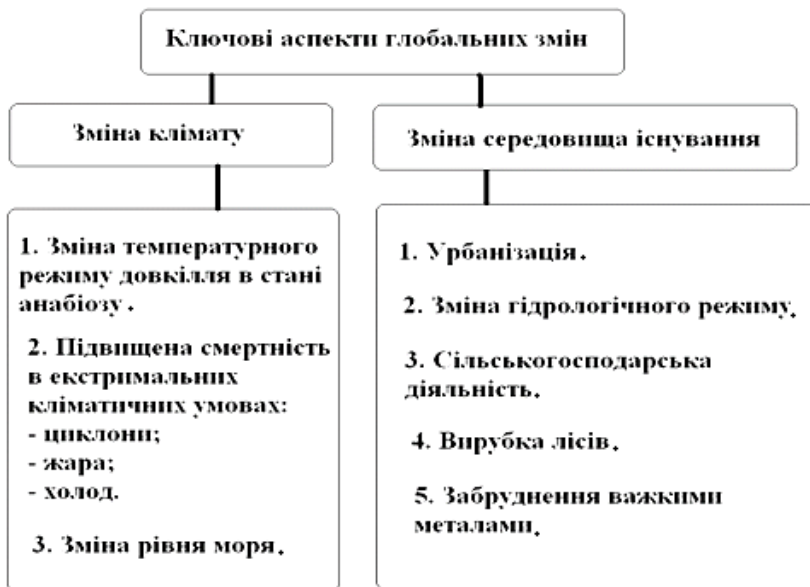 Ключові аспекти глобальних змін
Зміна клімату
Зміна середовища існування
1. Зміна температурного
режиму довкілля в стані
анабіозу.
2. Підвищена смертність
в екстримальних
кліматичних умовах:
- циклони;
- жара;
- холод.
3. Зміна рівня моря.
1. Урбанізація.
2. Зміна гідрологічного режиму.
3. Сільськогосподарська
діяльність.
4. Вирубка лісів.
5. Забруднення важкими
металами.